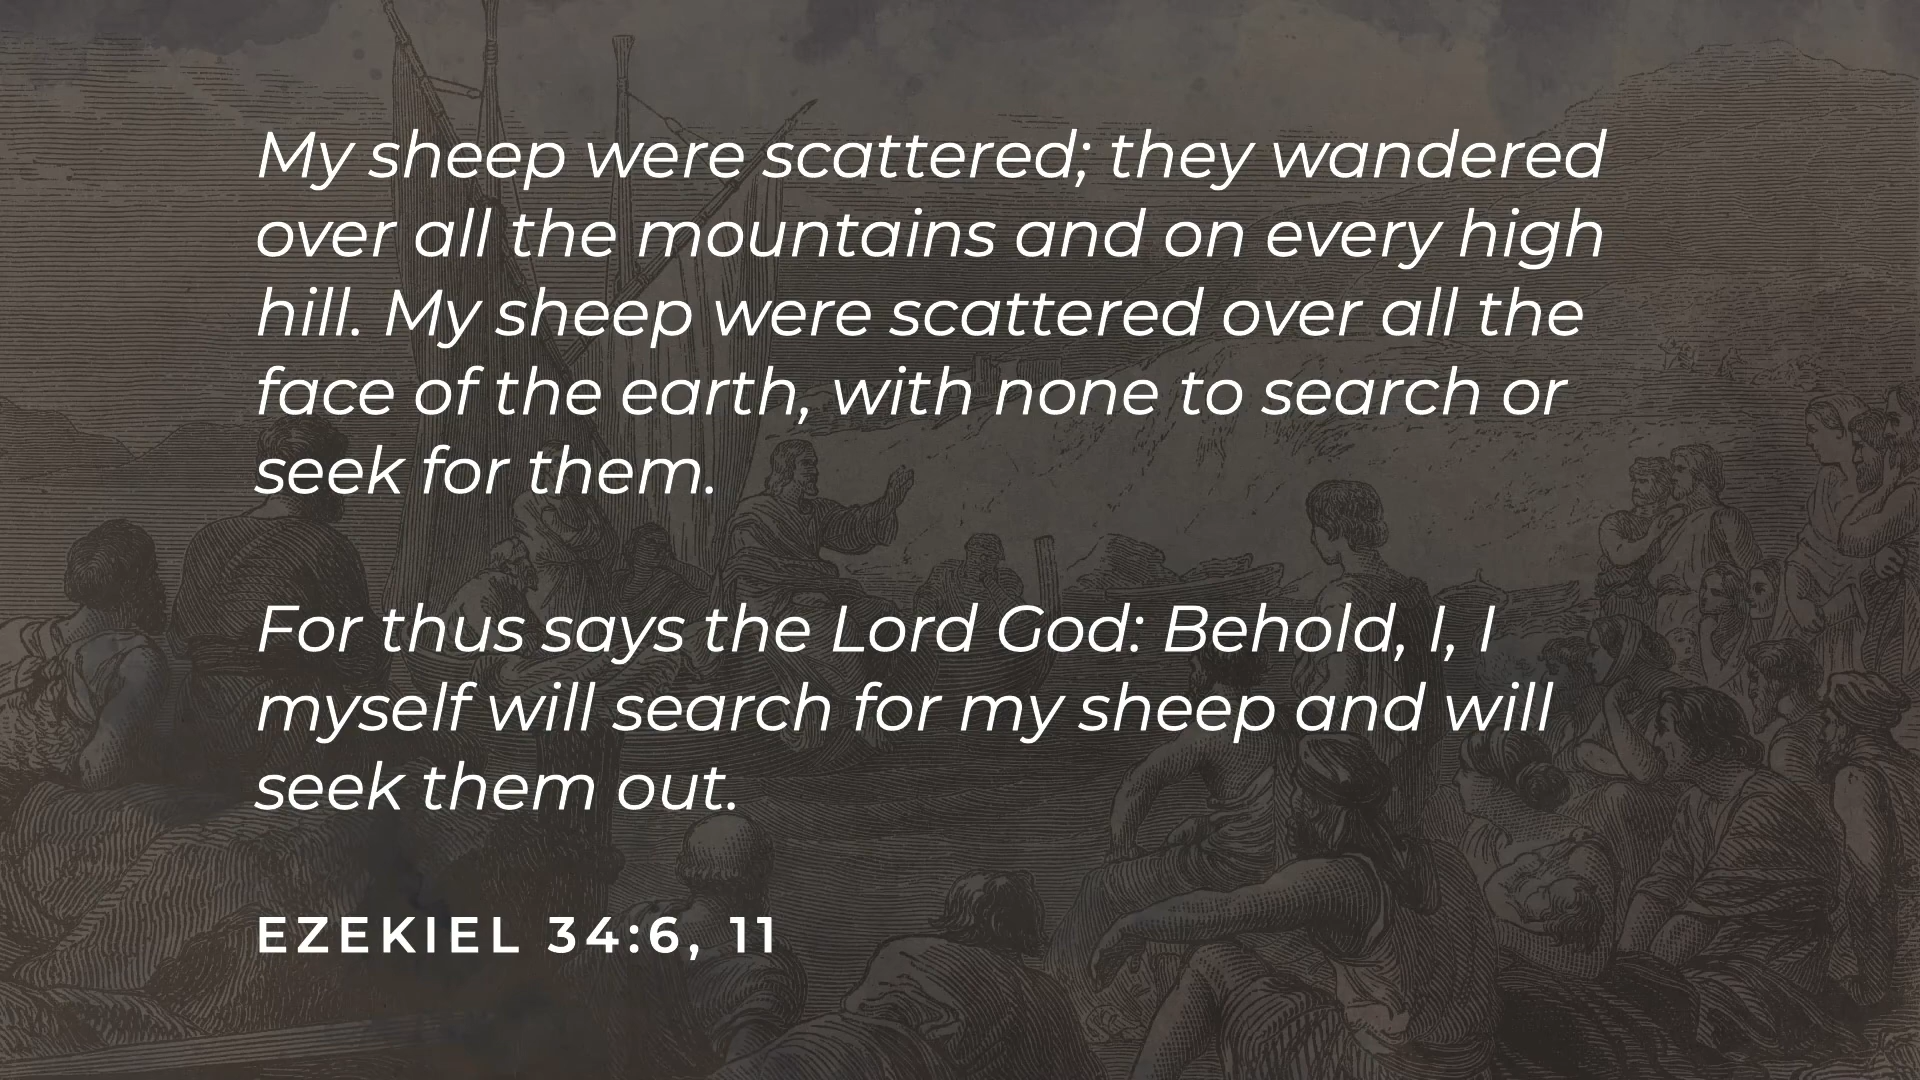 My sheep were scattered; they wandered
over all the mountains and on every high
hill. My sheep were scattered over all the
face of the earth, with none to search or
seek for them.
For thus says the Lord God: Behold, I, I
myself will search for my sheep and will
seek them out.
EZEKIEL 34:6, 11